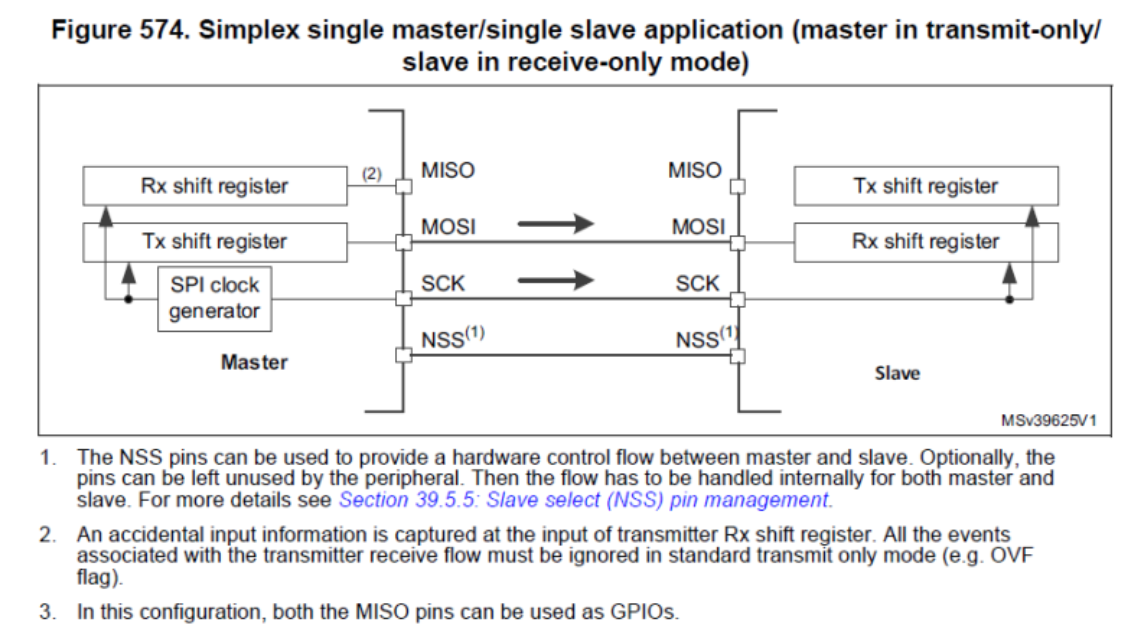 Figure 574. Simplex single master/single slave application (master in transmit-only/
slave in receive-only mode)
Rx shift register
(2)
MISO
MISO
Tx shift register
Tx shift register
MOSI
MOSI
Rx shift register
SPI clock
generator
SCK
SCK
NSS(1)
NSS(1)
Master
Slave
MSv39625V1
1. The NSS pins can be used to provide a hardware control flow between master and slave. Optionally, the
pins can be left unused by the peripheral. Then the flow has to be handled internally for both master and
slave. For more details see Section 39.5.5: Slave select (NSS) pin management.
2. An accidental input information is captured at the input of transmitter Rx shift register. All the events
associated with the transmitter receive flow must be ignored in standard transmit only mode (e.g. OVF
flag).
3. In this configuration, both the MISO pins can be used as GPIOs.